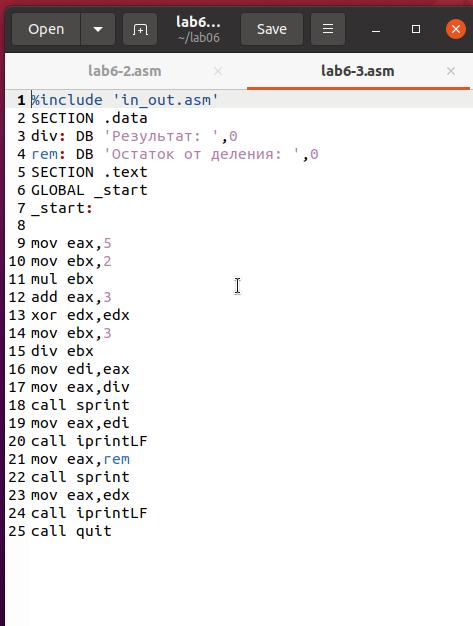 Open
lab6...
~/lab06
Save
lab6-2.asm
lab6-3.asm
1 %include 'in_out.asm'
2 SECTION .data
3 div: DB 'Результат: ',0
4 rem: DB 'Остаток от деления: ',0
5 SECTION .text
6 GLOBAL _start
7 _start:
8
9 mov eax,5
10 mov ebx,2
11 mul ebx
12 add eax,3
13 xor edx,edx
14 mov ebx,3
15 div ebx
16 mov edi,eax
17 mov eax,div
18 call sprint
19 mov eax,edi
20 call iprintLF
21 mov eax,rem
22 call sprint
23 mov eax,edx
24 call iprintLF
25 call quit